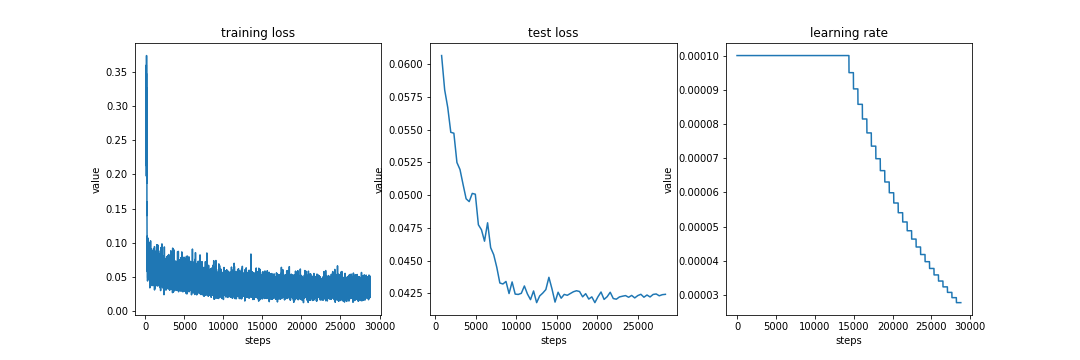 training loss
value
0.35
0.30
0.25
0.20
0.15
0.10
0.05
0.00
0 5000 10000 15000 20000 25000 30000
steps
test loss
value
0.0600
0.0575
0.0550
0.0525
0.0500
0.0475
0.0450
0.0425
0 5000 10000 15000 20000 25000
steps
learning rate
value
0.00010
0.00009
0.00008
0.00007
0.00006
0.00005
0.00004
0.00003
0 5000 10000 15000 20000 25000 30000
steps